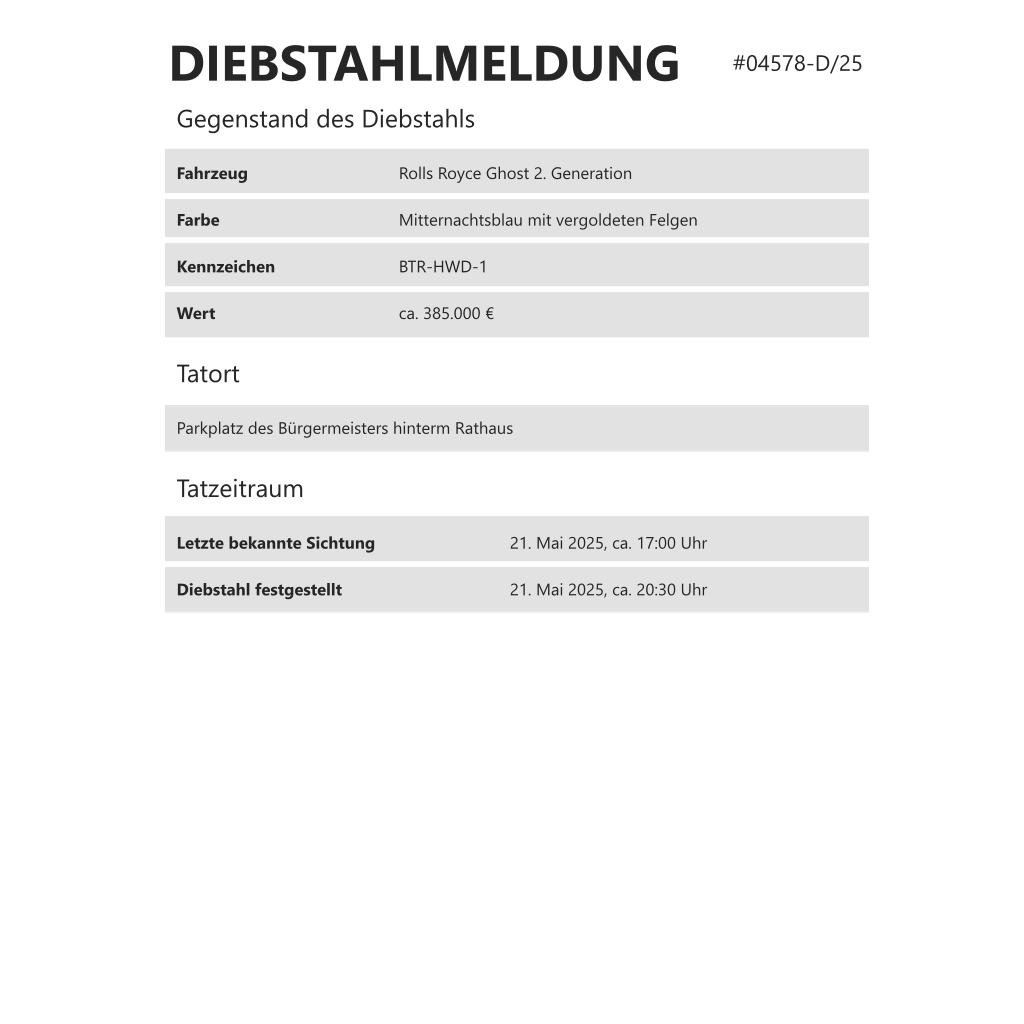 DIEBSTAHLMELDUNG #04578-D/25
Gegenstand des Diebstahls
Fahrzeug Rolls Royce Ghost 2. Generation
Farbe Mitternachtsblau mit vergoldeten Felgen
Kennzeichen BTR-HWD-1
Wert ca. 385.000 €
Tatort
Parkplatz des Bürgermeisters hinterm Rathaus
Tatzeitraum
Letzte bekannte Sichtung 21. Mai 2025, ca. 17:00 Uhr
Diebstahl festgestellt 21. Mai 2025, ca. 20:30 Uhr